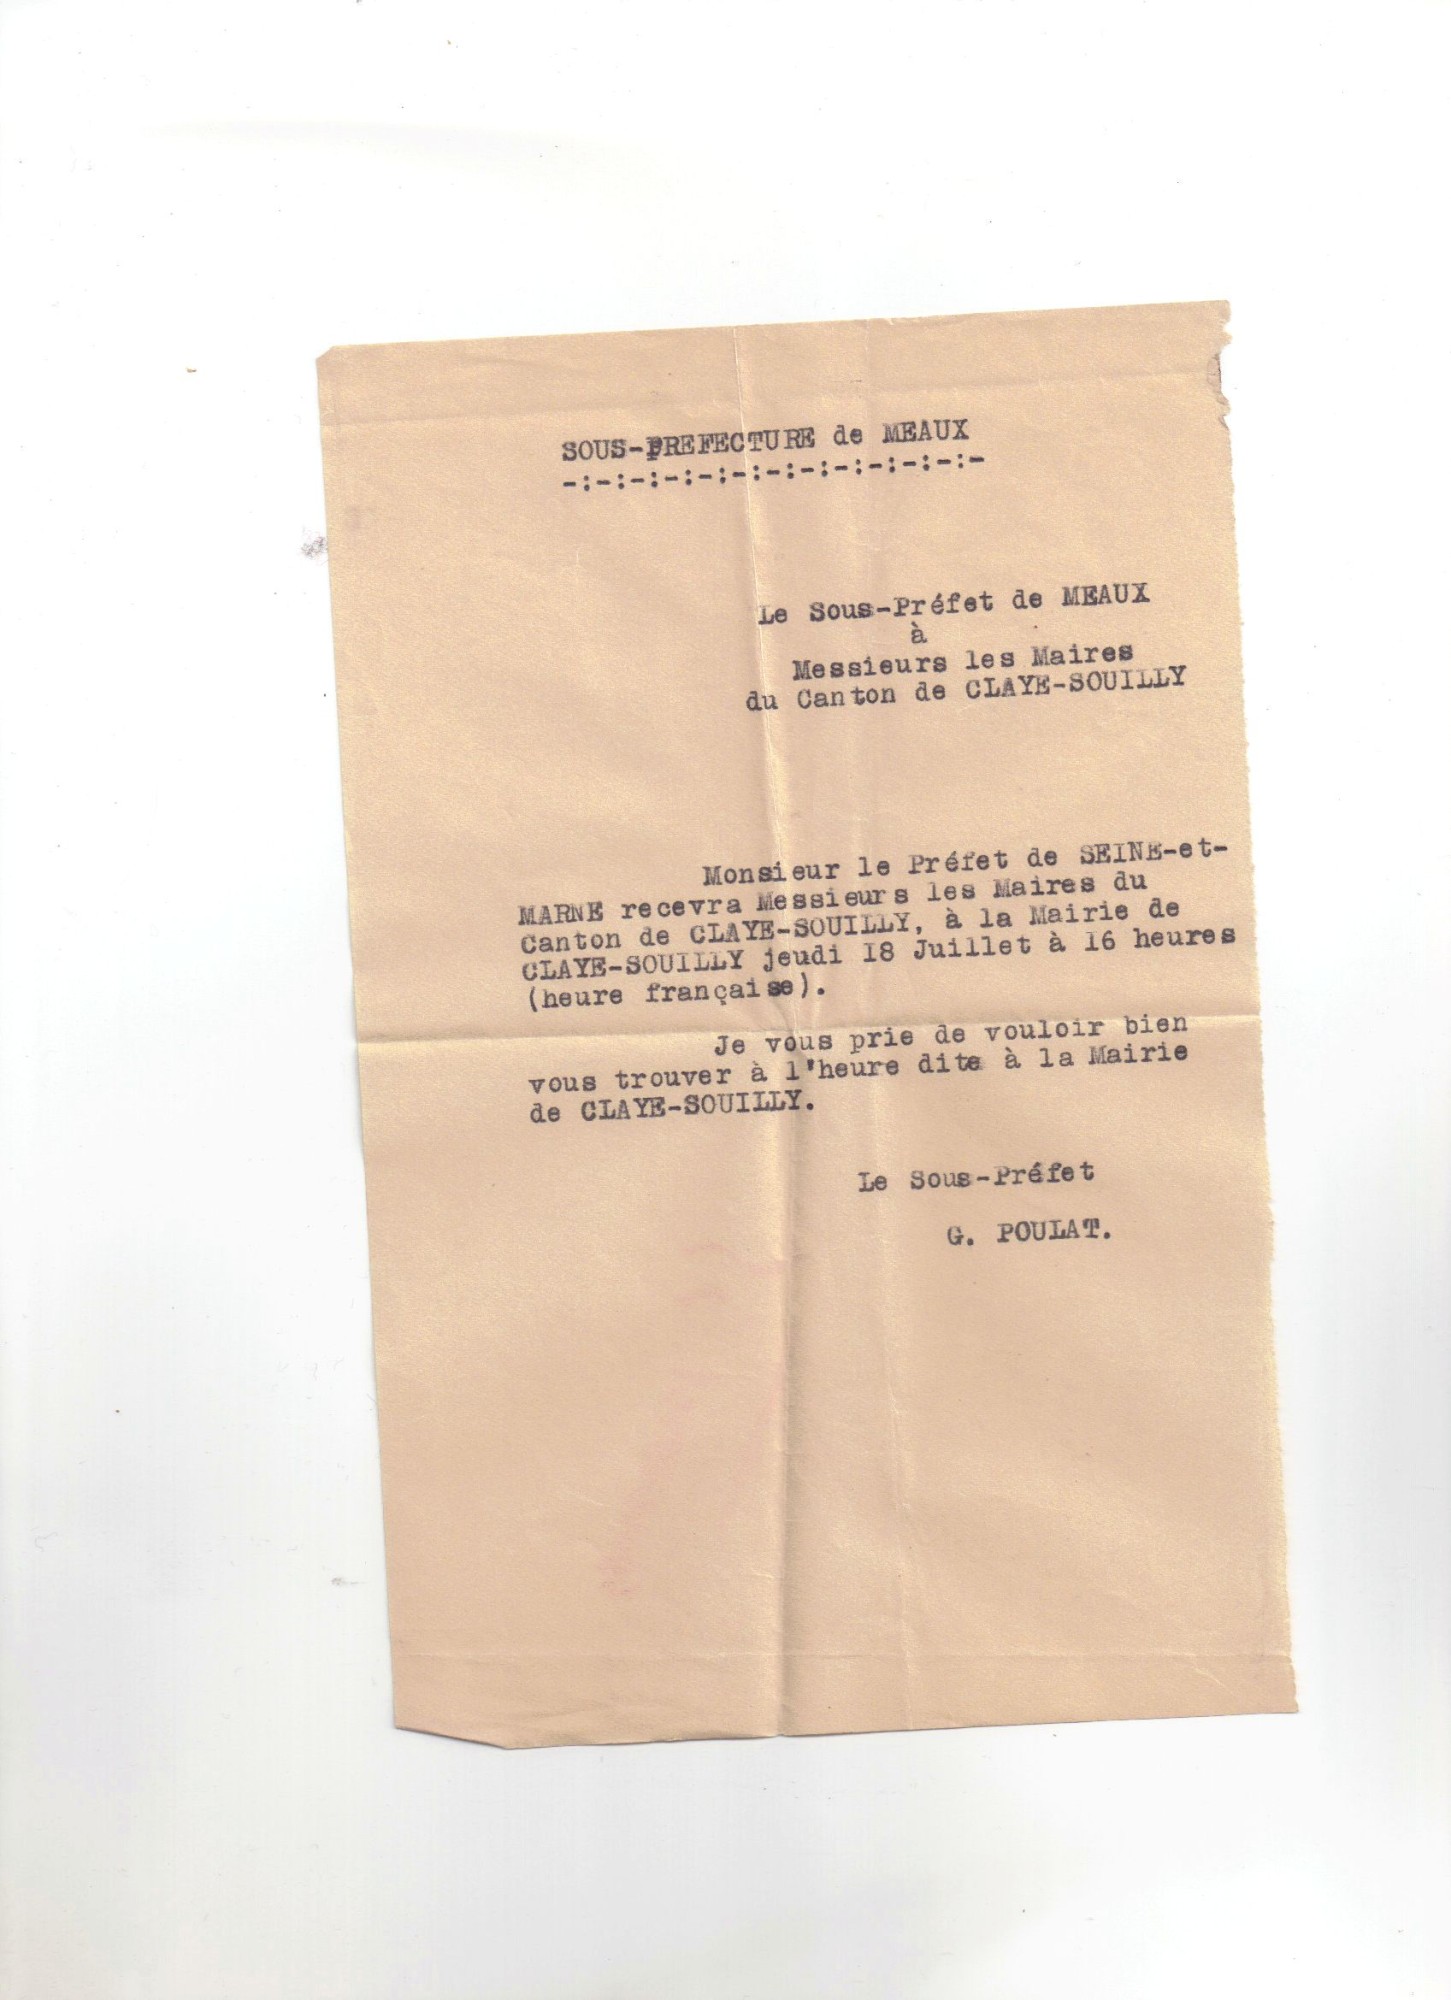 SOUS-PREFECTURE de MEAUX
-:-:-:-:-:-:-:-:-:-:-:-:-
Le Sous-Préfet de MEAUX
à
Messieurs les Maires
du Canton de CLAYE-SOUILLY
Monsieur le Préfet de SEINE-et-
MARNE recevra Messieurs les Maires du
Canton de CLAYE-SOUILLY, à la Mairie de
CLAYE-SOUILLY jeudi I8 Juillet à I6 heures
(heure française).
Je vous prie de vouloir bien
vous trouver à l'heure dite à la Mairie
de CLAYE-SOUILLY.
Le Sous-Préfet
G. POULAT.